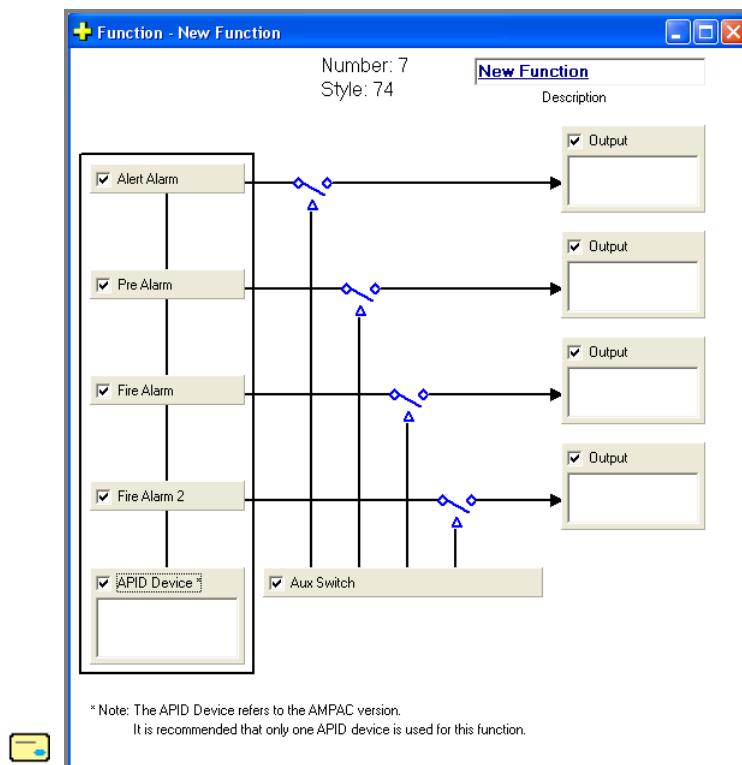 Function - New Function
Number: 7
Style: 74
New Function
Description
Output
Alert Alarm
Output
Pre Alarm
Output
Fire Alarm
Output
Fire Alarm 2
APID Device *
Aux Switch
* Note: The APID Device refers to the AMPAC version.
It is recommended that only one APID device is used for this function.